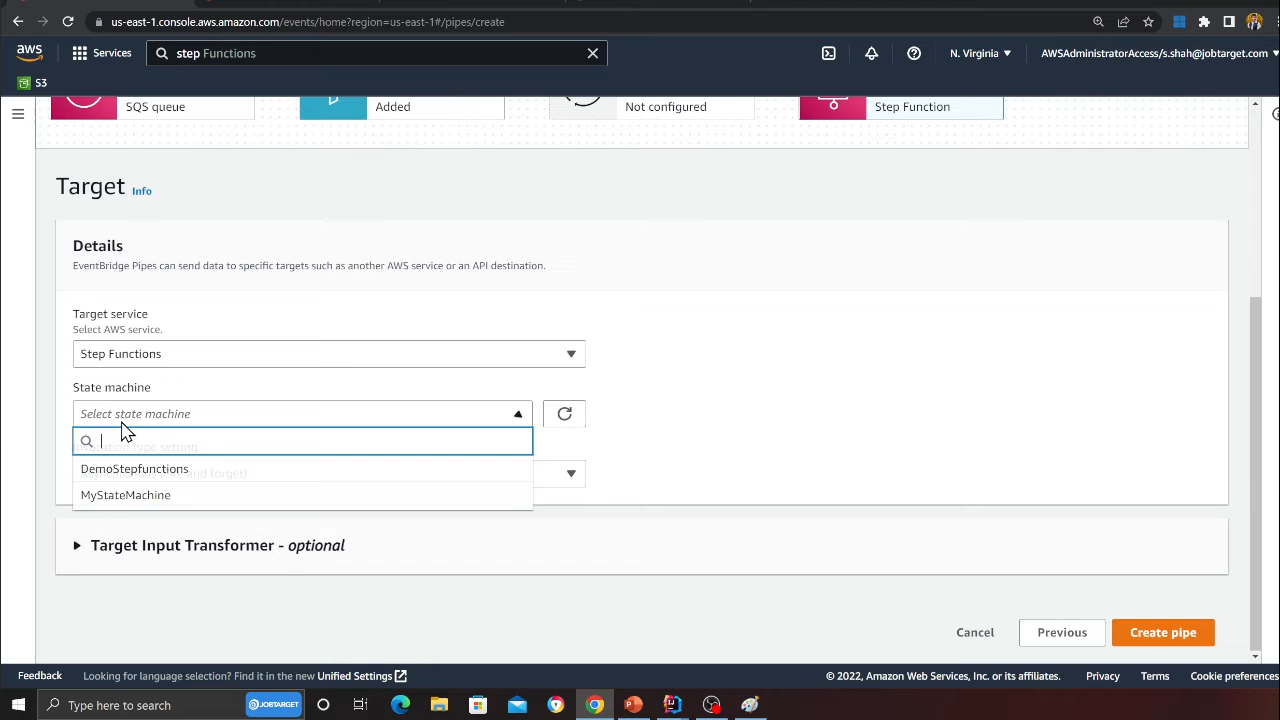 us-east-1.console.aws.amazon.com/events/home?region=us-east-1#/pipes/create
aws
Services
step Functions
N. Virginia
AWSAdministratorAccess/s.shah@jobtarget.com
S3
SQS queue
Added
Not configured
Step Function
Target Info
Details
EventBridge Pipes can send data to specific targets such as another AWS service or an API destination.
Target service
Select AWS service.
Step Functions
State machine
Select state machine
DemoStepfunctions
MyStateMachine
Target Input Transformer - optional
Cancel
Previous
Create pipe
Feedback
Looking for language selection? Find it in the new Unified Settings
© 2022, Amazon Web Services, Inc. or its affiliates.
Privacy
Terms
Cookie preferences
Type here to search
JOBTARGET